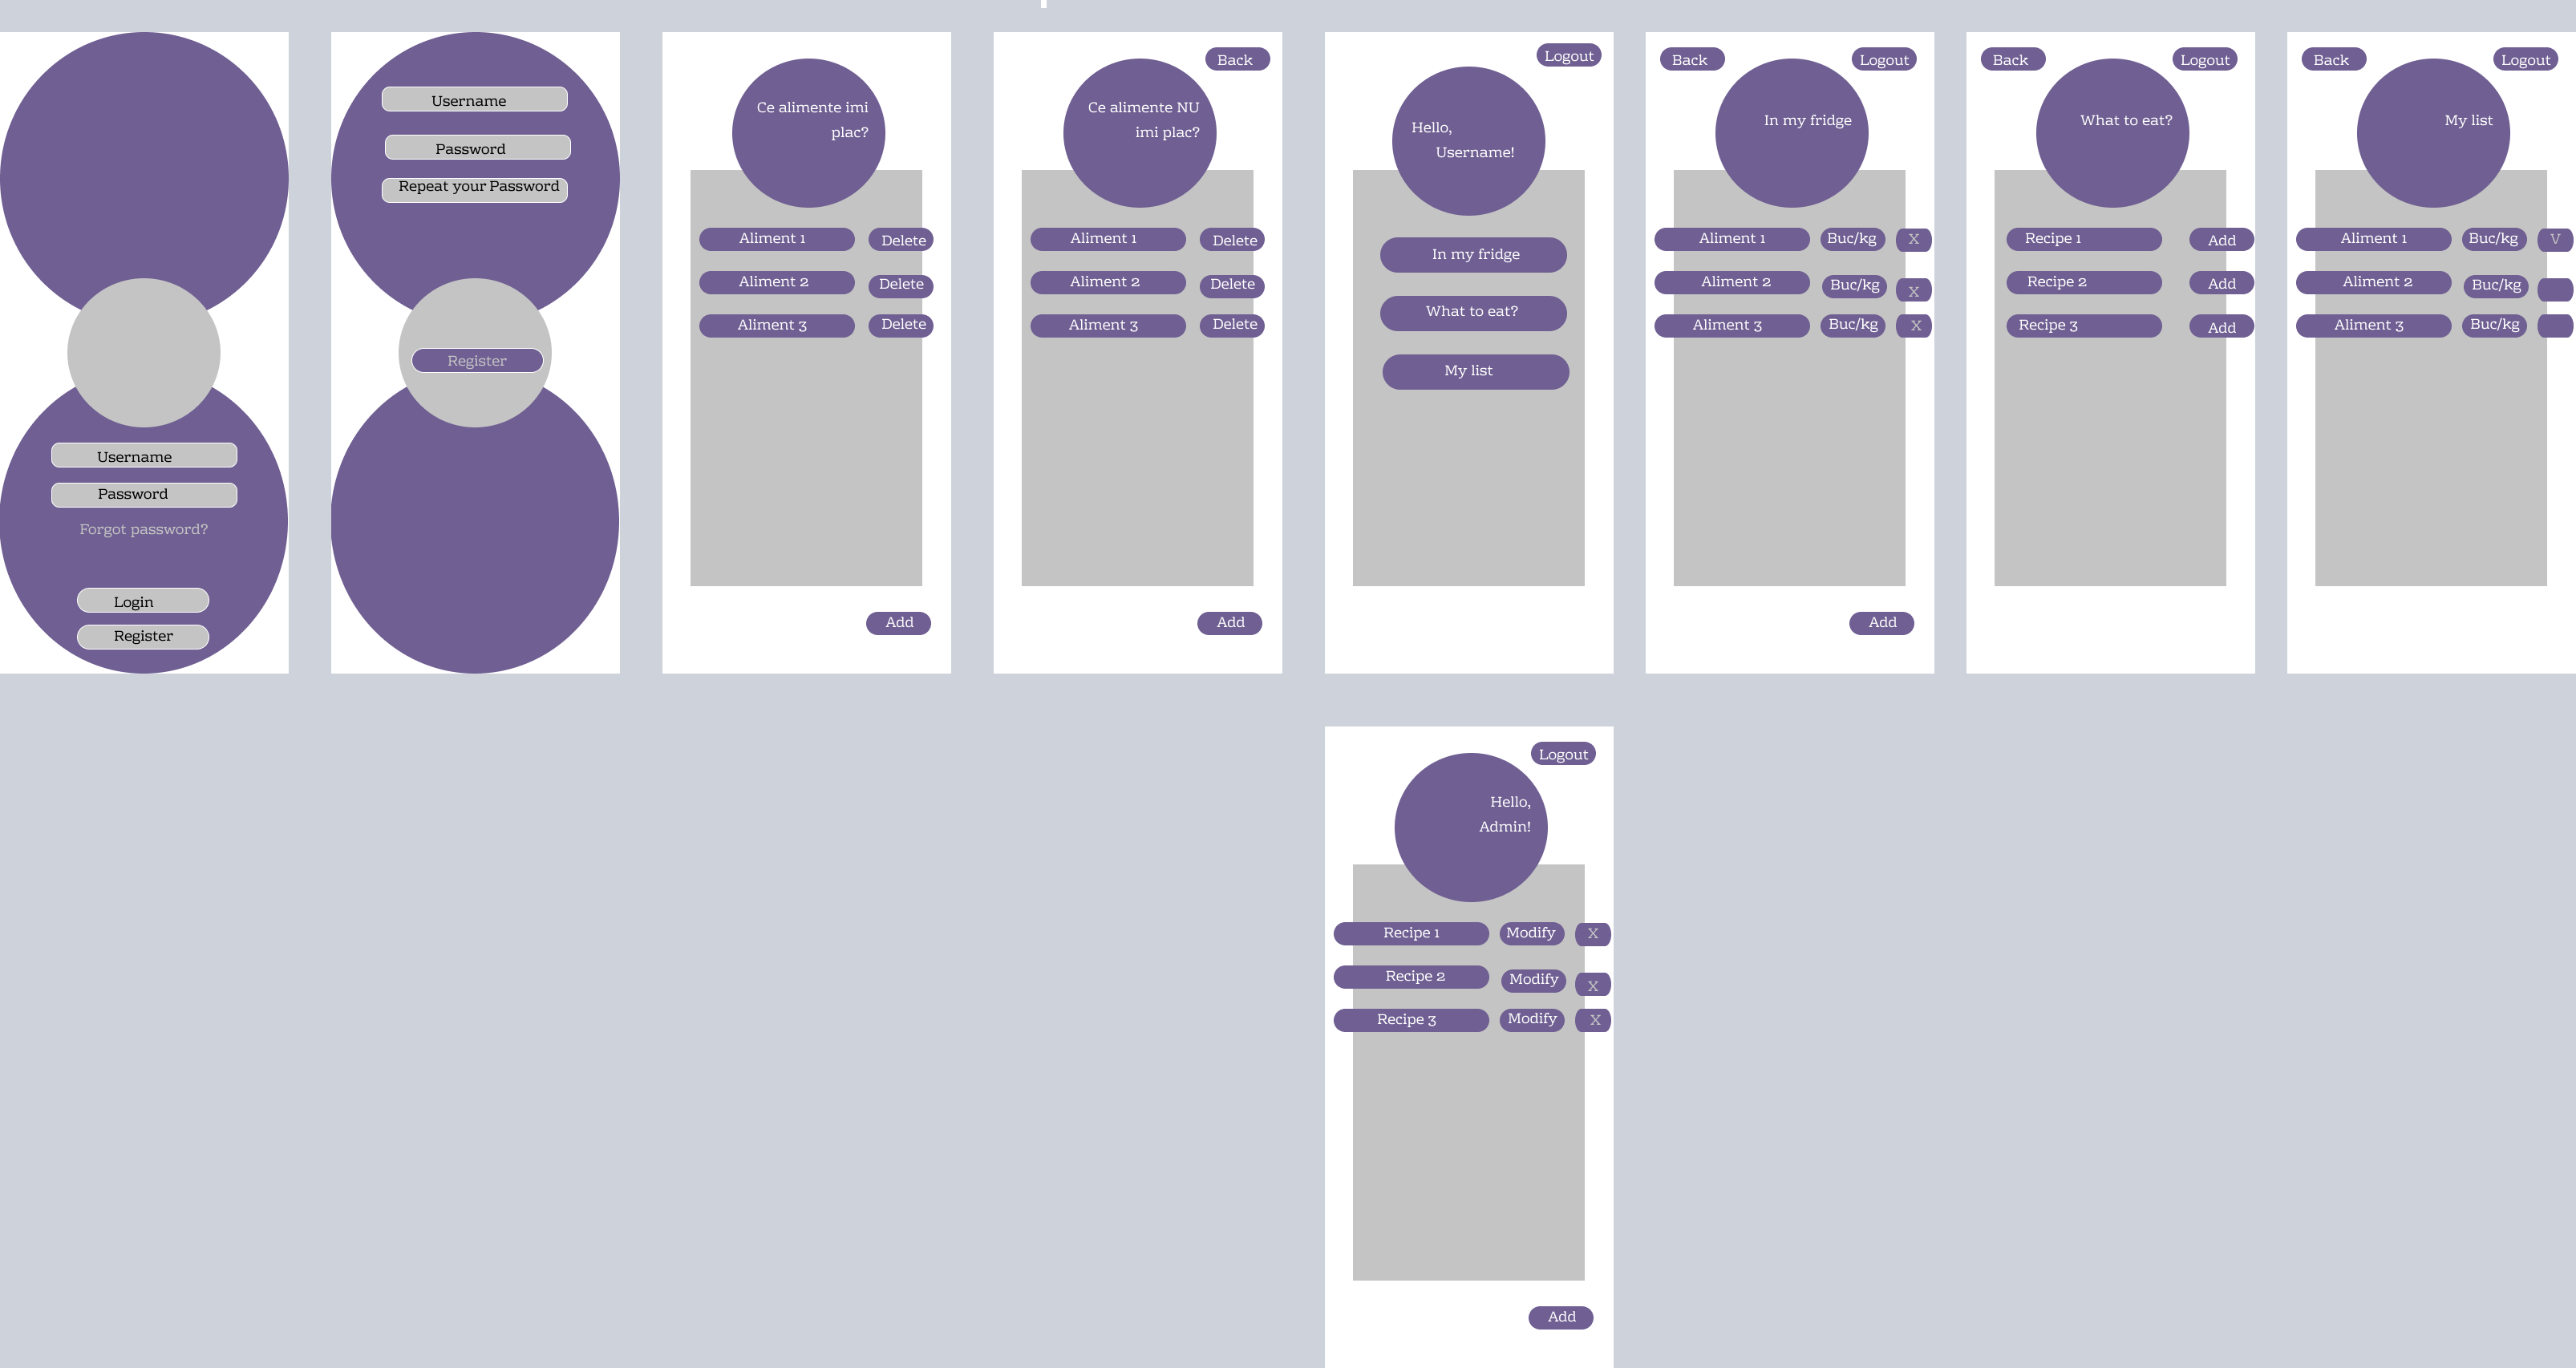 Username
Password
Forgot password?
Login
Register
Username
Password
Repeat your Password
Register
Ce alimente imi
plac?
Aliment 1 Delete
Aliment 2 Delete
Aliment 3 Delete
Add
Back
Ce alimente NU
imi plac?
Aliment 1 Delete
Aliment 2 Delete
Aliment 3 Delete
Add
Logout
Hello,
Username!
In my fridge
What to eat?
My list
Back Logout
In my fridge
Aliment 1 Buc/kg X
Aliment 2 Buc/kg X
Aliment 3 Buc/kg X
Add
Back Logout
What to eat?
Recipe 1 Add
Recipe 2 Add
Recipe 3 Add
Back Logout
My list
Aliment 1 Buc/kg V
Aliment 2 Buc/kg
Aliment 3 Buc/kg
Logout
Hello,
Admin!
Recipe 1 Modify X
Recipe 2 Modify X
Recipe 3 Modify X
Add